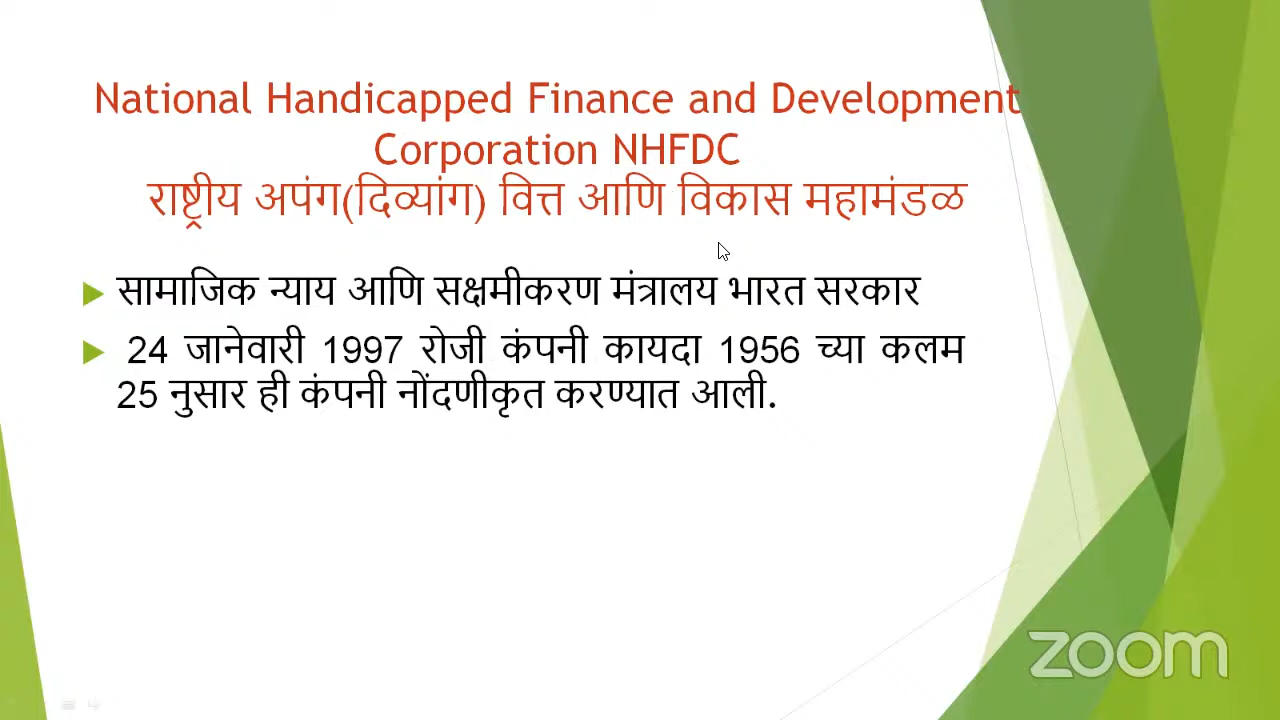 National Handicapped Finance and Development
Corporation NHFDC
राष्ट्रीय अपंग(दिव्यांग) वित्त आणि विकास महामंडळ
सामाजिक न्याय आणि सक्षमीकरण मंत्रालय भारत सरकार
24 जानेवारी 1997 रोजी कंपनी कायदा 1956 च्या कलम
25 नुसार ही कंपनी नोंदणीकृत करण्यात आली.
zoom